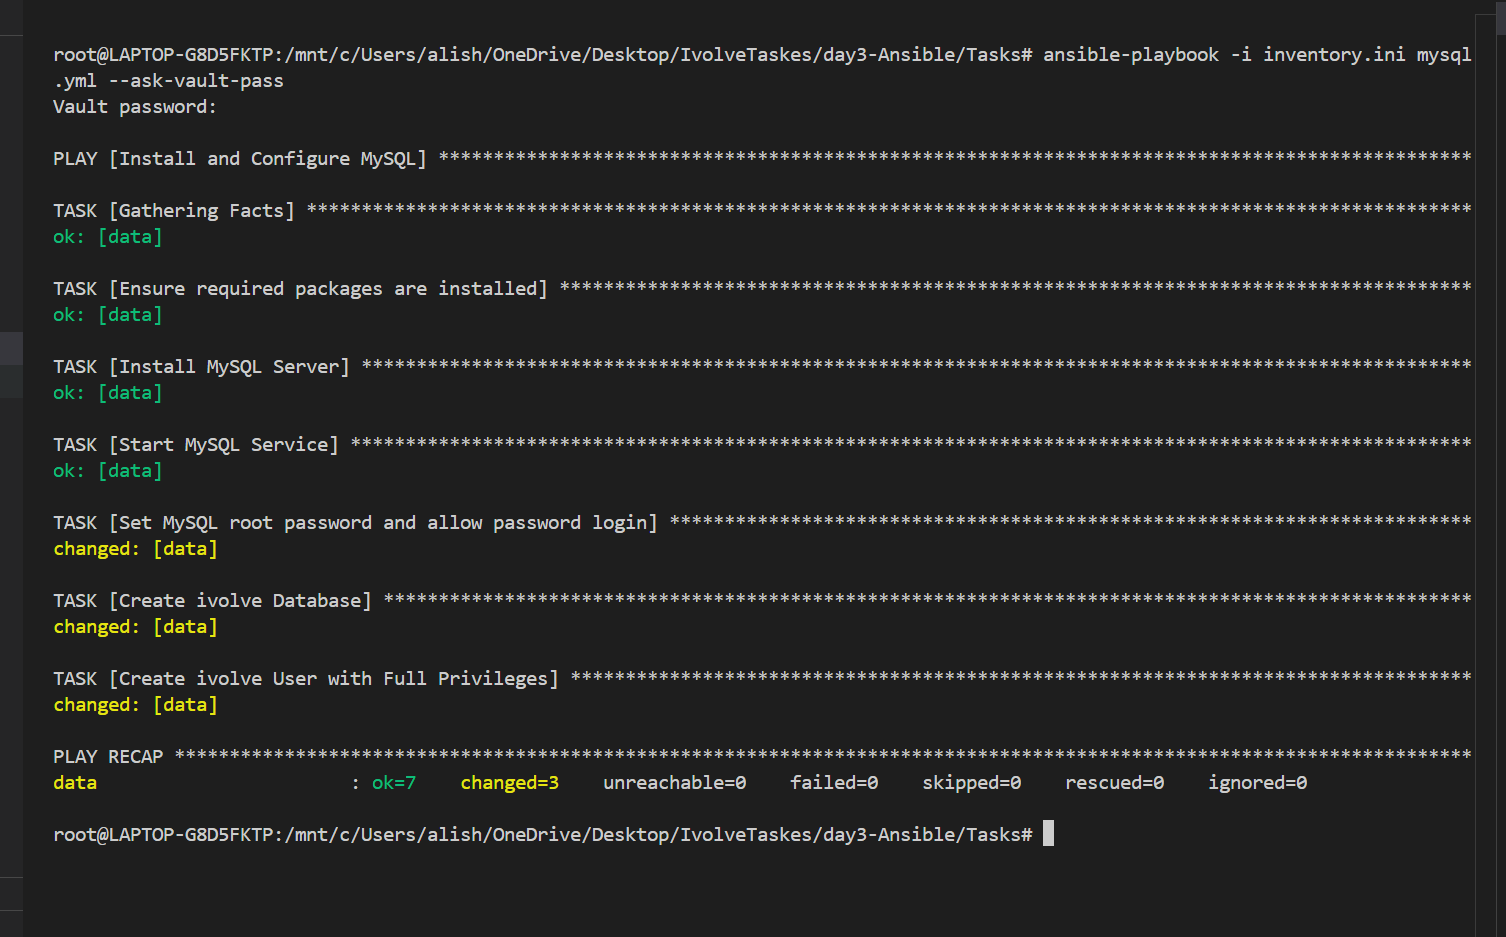 root@LAPTOP-G8D5FKTP:/mnt/c/Users/alish/OneDrive/Desktop/IvolveTaskes/day3-Ansible/Tasks# ansible-playbook -i inventory.ini mysql
.yml --ask-vault-pass
Vault password:
PLAY [Install and Configure MySQL] **********************************************************************************************
TASK [Gathering Facts] **********************************************************************************************************
ok: [data]
TASK [Ensure required packages are installed] ***********************************************************************************
ok: [data]
TASK [Install MySQL Server] *****************************************************************************************************
ok: [data]
TASK [Start MySQL Service] ******************************************************************************************************
ok: [data]
TASK [Set MySQL root password and allow password login] *************************************************************************
changed: [data]
TASK [Create ivolve Database] ***************************************************************************************************
changed: [data]
TASK [Create ivolve User with Full Privileges] **********************************************************************************
changed: [data]
PLAY RECAP **********************************************************************************************************************
data                       : ok=7    changed=3    unreachable=0    failed=0    skipped=0    rescued=0    ignored=0
root@LAPTOP-G8D5FKTP:/mnt/c/Users/alish/OneDrive/Desktop/IvolveTaskes/day3-Ansible/Tasks#